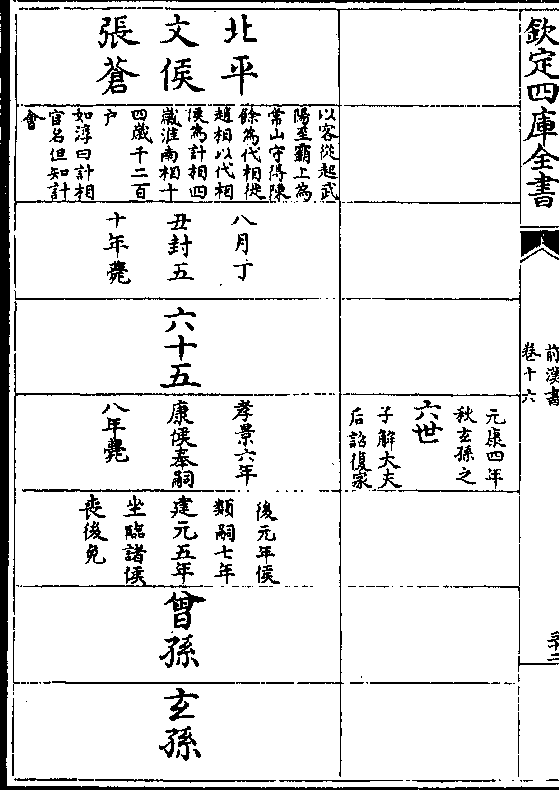 欽定四庫全書
前漢書
卷十六
元康四年
秋玄孫之
六世
子解大夫
后詔復家
北平
文侯
張蒼
以客從起武
陽至霸上為
常山守得陳
餘為代相徙
趙相以代相
侯為計相四
歲淮南相十
四歲千二百
戶
如淳曰計相
官名但知計
會
八月丁
丑封五
十年薨
六十五
孝景六年
康侯奉嗣
八年薨
後元年侯
類嗣七年
建元五年
坐臨諸侯
喪後免
曾孫
玄孫